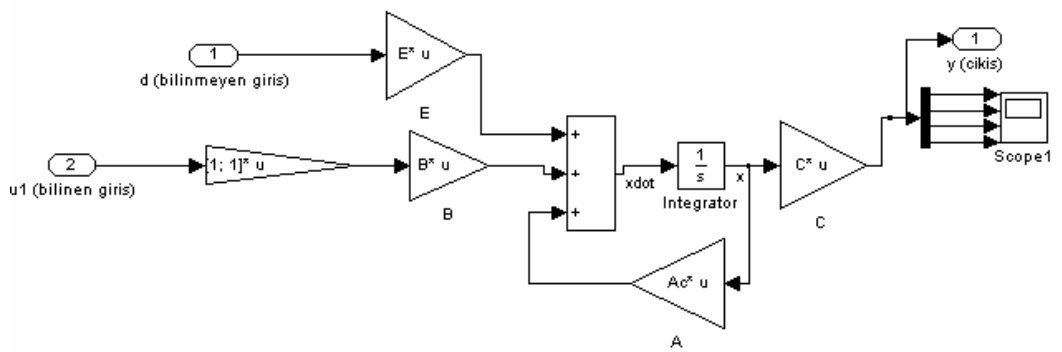 1
d (bilinmeyen giris)
E* u
E
2
u1 (bilinen giris)
[1; 1]* u
B* u
B
+
+
+
xdot
1
s
Integrator
x
Ac* u
A
C* u
C
1
y (cikis)
Scope1